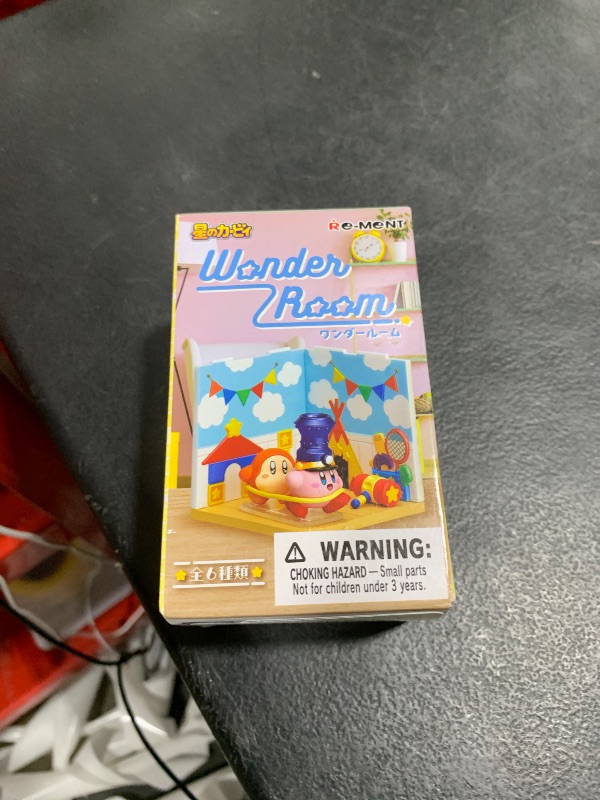 星のカービィ
RE-MENT
Wonder
Room
ワンダールーム
全6種類
⚠ WARNING:
CHOKING HAZARD — Small parts
Not for children under 3 years.